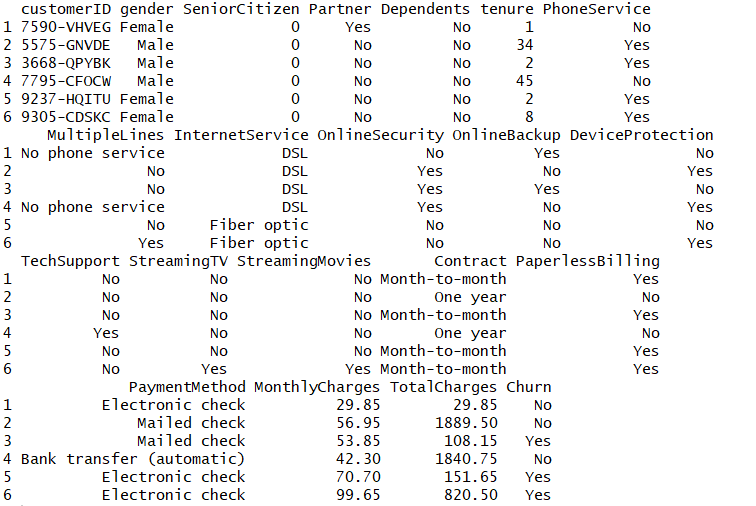 customerID gender SeniorCitizen Partner Dependents tenure PhoneService
1 7590-VHVEG Female             0     Yes         No      1           No
2 5575-GNVDE   Male             0      No         No     34          Yes
3 3668-QPYBK   Male             0      No         No      2          Yes
4 7795-CFOCW   Male             0      No         No     45           No
5 9237-HQITU Female             0      No         No      2          Yes
6 9305-CDSKC Female             0      No         No      8          Yes
     MultipleLines InternetService OnlineSecurity OnlineBackup DeviceProtection
1 No phone service             DSL             No          Yes               No
2               No             DSL            Yes           No              Yes
3               No             DSL            Yes          Yes               No
4 No phone service             DSL            Yes           No              Yes
5               No     Fiber optic             No           No               No
6              Yes     Fiber optic             No           No              Yes
  TechSupport StreamingTV StreamingMovies       Contract PaperlessBilling
1          No          No              No Month-to-month              Yes
2          No          No              No       One year               No
3          No          No              No Month-to-month              Yes
4         Yes          No              No       One year               No
5          No          No              No Month-to-month              Yes
6          No         Yes             Yes Month-to-month              Yes
              PaymentMethod MonthlyCharges TotalCharges Churn
1          Electronic check          29.85        29.85    No
2              Mailed check          56.95      1889.50    No
3              Mailed check          53.85       108.15   Yes
4 Bank transfer (automatic)          42.30      1840.75    No
5          Electronic check          70.70       151.65   Yes
6          Electronic check          99.65       820.50   Yes